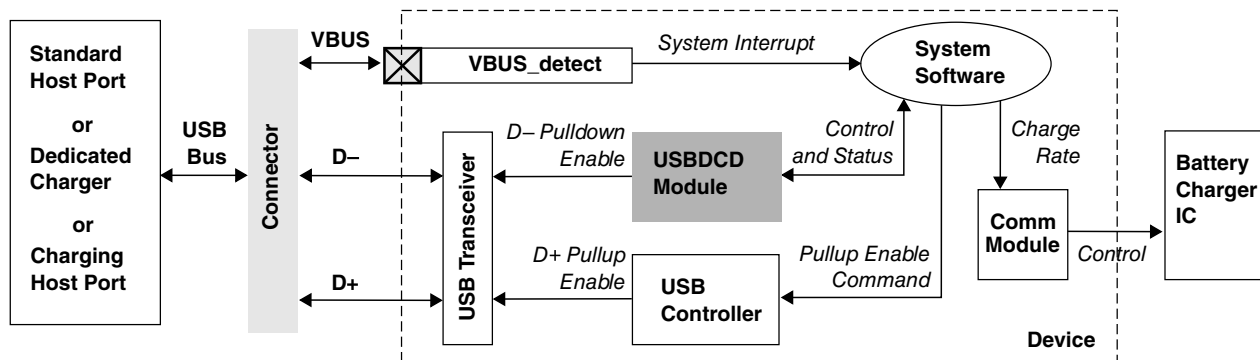 Standard
Host Port
or
Dedicated
Charger
or
Charging
Host Port
USB
Bus
Connector
VBUS
D–
D+
VBUS_detect
System Interrupt
System
Software
USB Transceiver
D– Pulldown
Enable
USBDCD
Module
Control
and Status
Charge
Rate
D+ Pullup
Enable
USB
Controller
Pullup Enable
Command
Comm
Module
Control
Battery
Charger
IC
Device